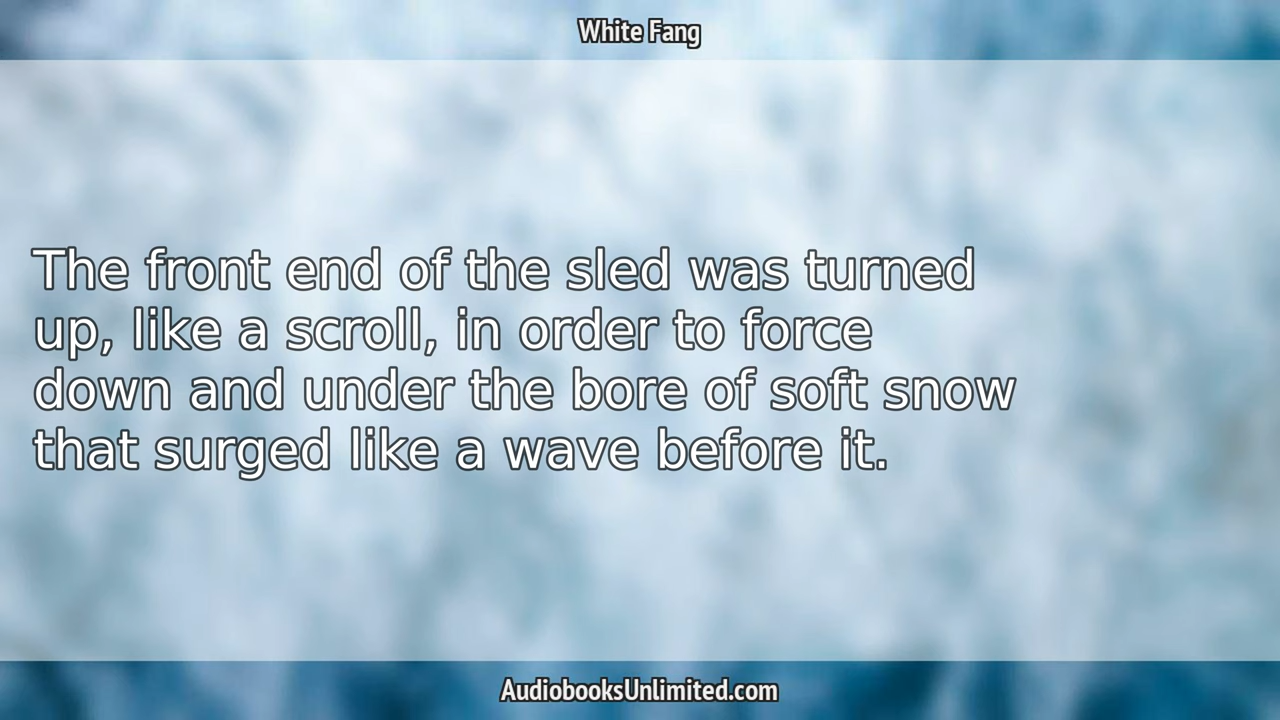 White Fang
The front end of the sled was turned
up, like a scroll, in order to force
down and under the bore of soft snow
that surged like a wave before it.
AudiobooksUnlimited.com